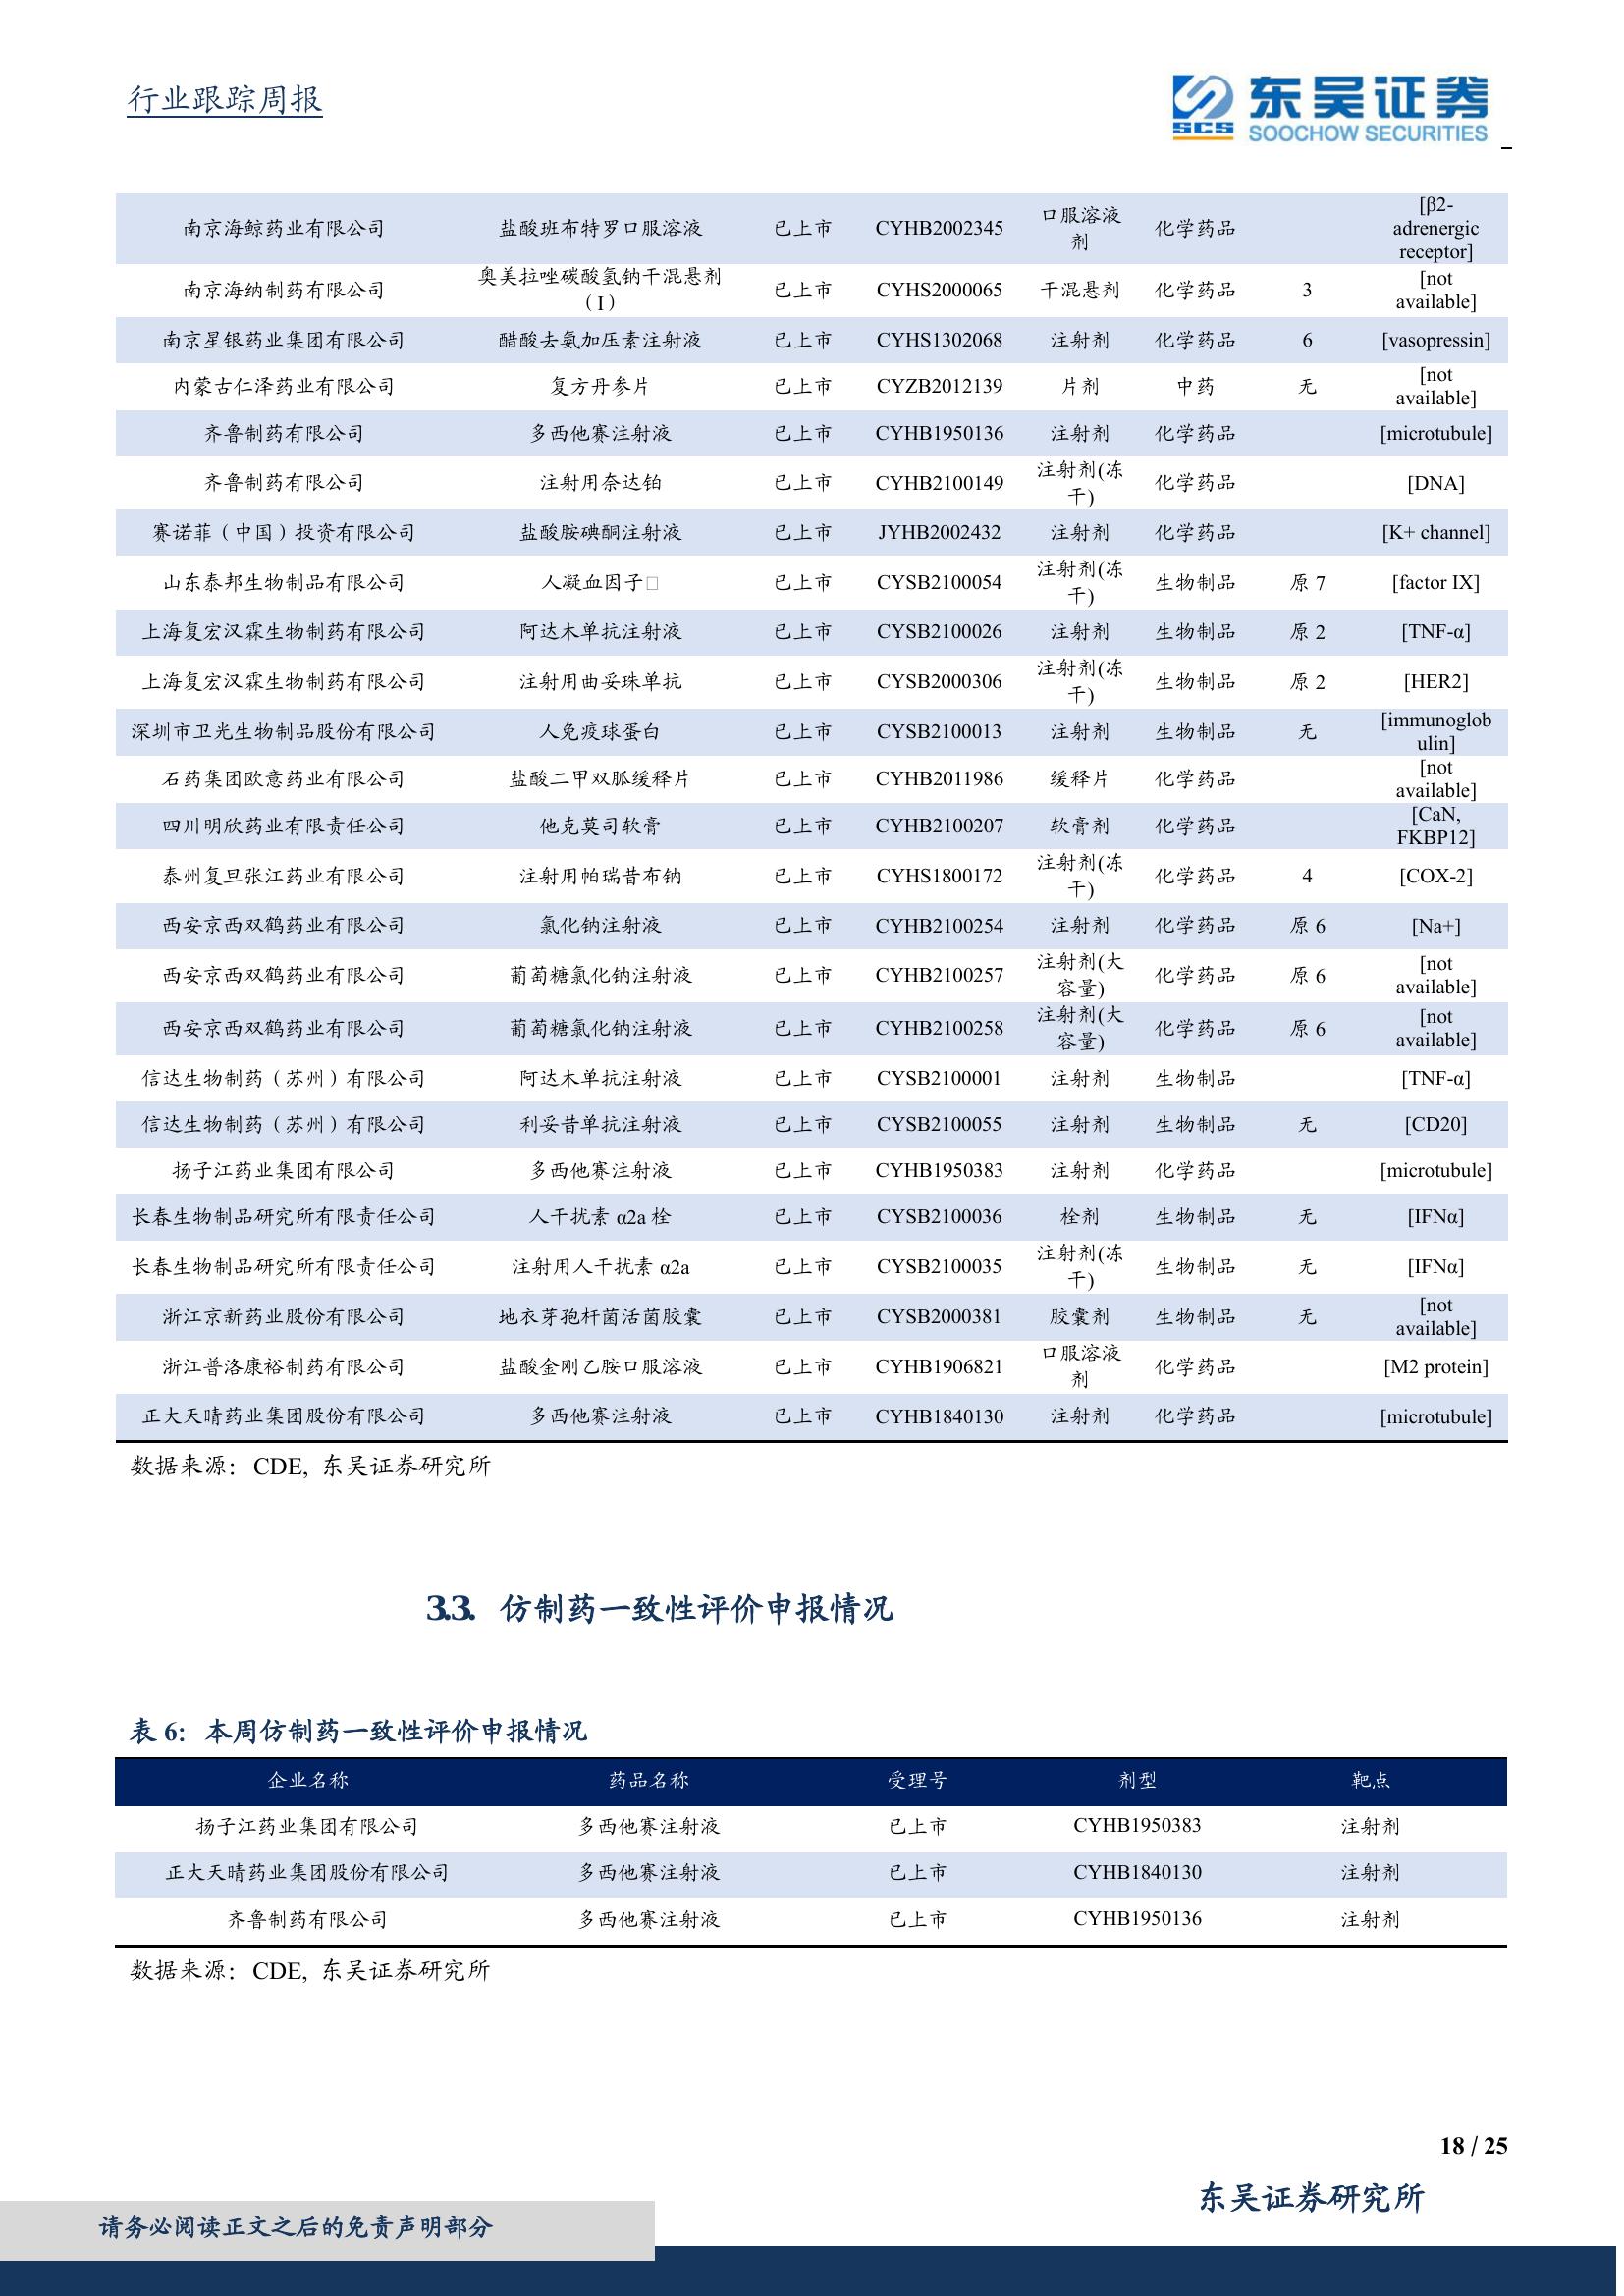 行业跟踪周报
SCS 东吴证券
SOOCHOW SECURITIES
南京海鲸药业有限公司 盐酸班布特罗口服溶液 已上市 CYHB2002345 口服溶液剂 化学药品 [β2-adrenergic receptor]
南京海纳制药有限公司 奥美拉唑碳酸氢钠干混悬剂（I） 已上市 CYHS2000065 干混悬剂 化学药品 3 [not available]
南京星银药业集团有限公司 醋酸去氨加压素注射液 已上市 CYHS1302068 注射剂 化学药品 6 [vasopressin]
内蒙古仁泽药业有限公司 复方丹参片 已上市 CYZB2012139 片剂 中药 无 [not available]
齐鲁制药有限公司 多西他赛注射液 已上市 CYHB1950136 注射剂 化学药品 [microtubule]
齐鲁制药有限公司 注射用奈达铂 已上市 CYHB2100149 注射剂(冻干) 化学药品 [DNA]
赛诺菲（中国）投资有限公司 盐酸胺碘酮注射液 已上市 JYHB2002432 注射剂 化学药品 [K+ channel]
山东泰邦生物制品有限公司 人凝血因子□ 已上市 CYSB2100054 注射剂(冻干) 生物制品 原 7 [factor IX]
上海复宏汉霖生物制药有限公司 阿达木单抗注射液 已上市 CYSB2100026 注射剂 生物制品 原 2 [TNF-α]
上海复宏汉霖生物制药有限公司 注射用曲妥珠单抗 已上市 CYSB2000306 注射剂(冻干) 生物制品 原 2 [HER2]
深圳市卫光生物制品股份有限公司 人免疫球蛋白 已上市 CYSB2100013 注射剂 生物制品 无 [immunoglobulin]
石药集团欧意药业有限公司 盐酸二甲双胍缓释片 已上市 CYHB2011986 缓释片 化学药品 [not available]
四川明欣药业有限责任公司 他克莫司软膏 已上市 CYHB2100207 软膏剂 化学药品 [CaN, FKBP12]
泰州复旦张江药业有限公司 注射用帕瑞昔布钠 已上市 CYHS1800172 注射剂(冻干) 化学药品 4 [COX-2]
西安京西双鹤药业有限公司 氯化钠注射液 已上市 CYHB2100254 注射剂 化学药品 原 6 [Na+]
西安京西双鹤药业有限公司 葡萄糖氯化钠注射液 已上市 CYHB2100257 注射剂(大容量) 化学药品 原 6 [not available]
西安京西双鹤药业有限公司 葡萄糖氯化钠注射液 已上市 CYHB2100258 注射剂(大容量) 化学药品 原 6 [not available]
信达生物制药（苏州）有限公司 阿达木单抗注射液 已上市 CYSB2100001 注射剂 生物制品 [TNF-α]
信达生物制药（苏州）有限公司 利妥昔单抗注射液 已上市 CYSB2100055 注射剂 生物制品 无 [CD20]
扬子江药业集团有限公司 多西他赛注射液 已上市 CYHB1950383 注射剂 化学药品 [microtubule]
长春生物制品研究所有限责任公司 人干扰素 α2a 栓 已上市 CYSB2100036 栓剂 生物制品 无 [IFNα]
长春生物制品研究所有限责任公司 注射用人干扰素 α2a 已上市 CYSB2100035 注射剂(冻干) 生物制品 无 [IFNα]
浙江京新药业股份有限公司 地衣芽孢杆菌活菌胶囊 已上市 CYSB2000381 胶囊剂 生物制品 无 [not available]
浙江普洛康裕制药有限公司 盐酸金刚乙胺口服溶液 已上市 CYHB1906821 口服溶液剂 化学药品 [M2 protein]
正大天晴药业集团股份有限公司 多西他赛注射液 已上市 CYHB1840130 注射剂 化学药品 [microtubule]
数据来源：CDE, 东吴证券研究所
3.3. 仿制药一致性评价申报情况
表 6：本周仿制药一致性评价申报情况
企业名称 药品名称 受理号 剂型 靶点
扬子江药业集团有限公司 多西他赛注射液 已上市 CYHB1950383 注射剂
正大天晴药业集团股份有限公司 多西他赛注射液 已上市 CYHB1840130 注射剂
齐鲁制药有限公司 多西他赛注射液 已上市 CYHB1950136 注射剂
数据来源：CDE, 东吴证券研究所
18 / 25
东吴证券研究所
请务必阅读正文之后的免责声明部分